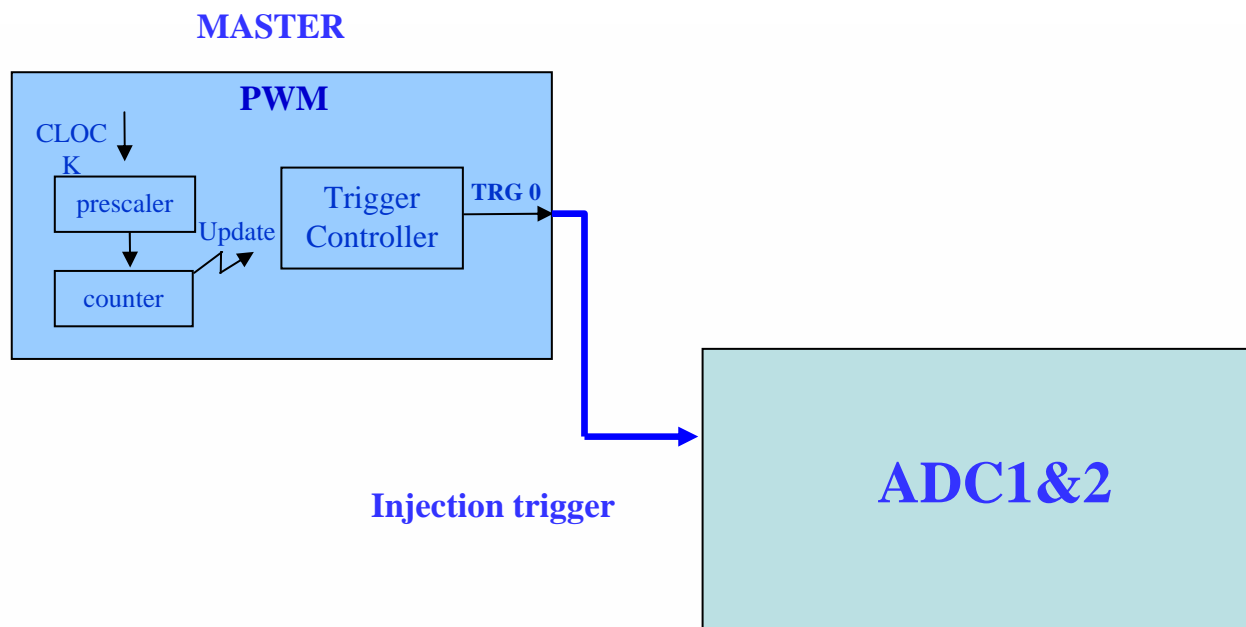 MASTER
PWM
CLOC
K
prescaler
Update
counter
Trigger
Controller
TRG 0
Injection trigger
ADC1&2